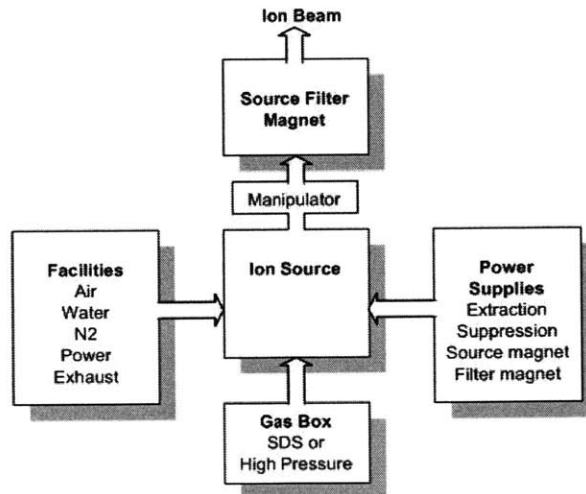 Ion Beam
Source Filter
Magnet
Manipulator
Ion Source
Facilities
Air
Water
N2
Power
Exhaust
Power
Supplies
Extraction
Suppression
Source magnet
Filter magnet
Gas Box
SDS or
High Pressure